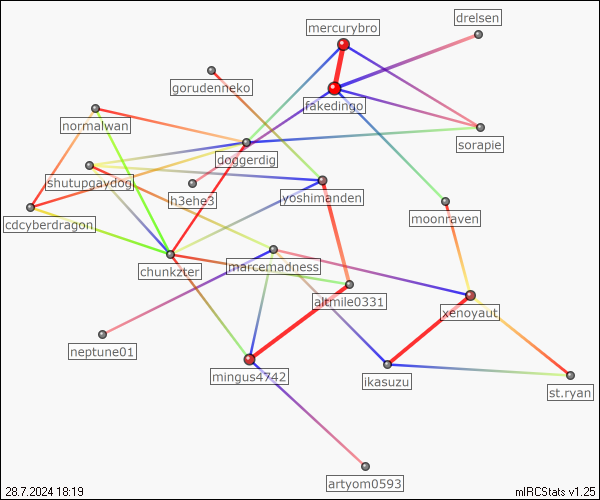 drelsen
mercurybro
gorudenneko
fakedingo
normalwan
sorapie
doggerdig
shutupgaydog
h3ehe3
yoshimanden
moonraven
cdcyberdragon
chunkzter
marcemadness
altmile0331
xenoyaut
neptune01
mingus4742
ikasuzu
st.ryan
artyom0593
28.7.2024 18:19
mIRCStats v1.25